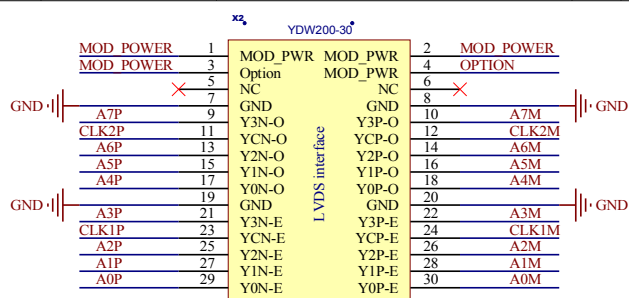 X2
YDW200-30
MOD_POWER 1 MOD_PWR MOD_PWR 2 MOD_POWER
MOD_POWER 3 Option MOD_PWR 4 OPTION
5 NC NC 6
GND 7 GND GND 8 GND
A7P 9 Y3N-O Y3P-O 10 A7M
CLK2P 11 YCN-O YCP-O 12 CLK2M
A6P 13 Y2N-O Y2P-O 14 A6M
A5P 15 Y1N-O Y1P-O 16 A5M
A4P 17 Y0N-O Y0P-O 18 A4M
GND 19 GND GND 20 GND
A3P 21 Y3N-E Y3P-E 22 A3M
CLK1P 23 YCN-E YCP-E 24 CLK1M
A2P 25 Y2N-E Y2P-E 26 A2M
A1P 27 Y1N-E Y1P-E 28 A1M
A0P 29 Y0N-E Y0P-E 30 A0M
LVDS interface